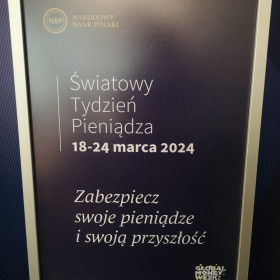 NBP
NARODOWY
BANK POLSKI
Światowy
Tydzień
Pieniądza
18-24 marca 2024
Zabezpiecz
swoje pieniądze
i swoją przyszłość
GLOBAL
MONEY
WEEK